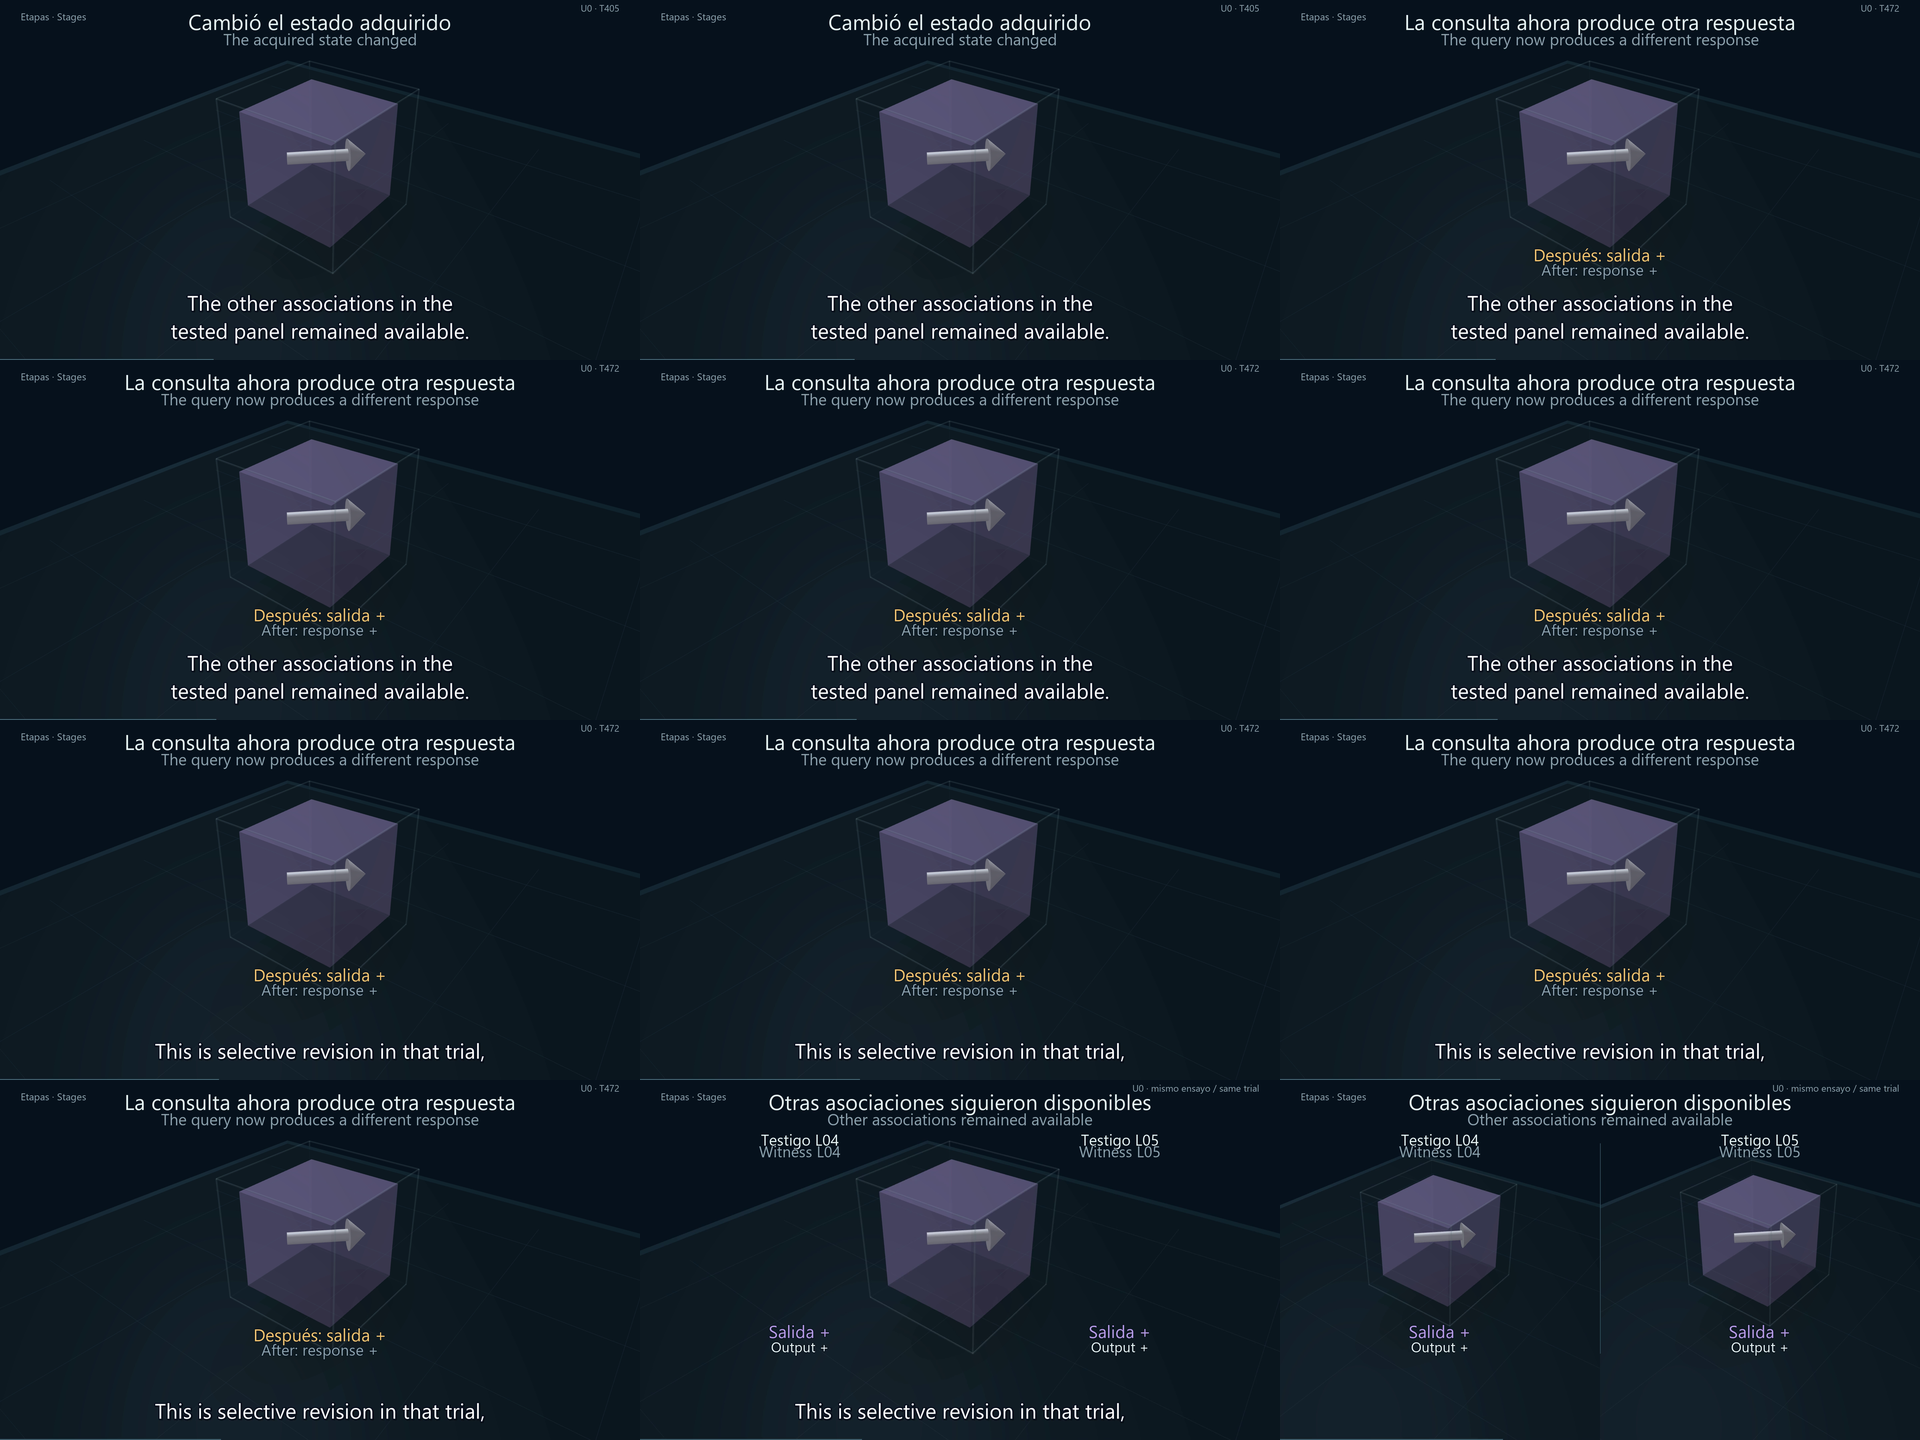 Etapas · Stages
U0 · T405
Cambió el estado adquirido
The acquired state changed
The other associations in the
tested panel remained available.
Etapas · Stages
U0 · T405
Cambió el estado adquirido
The acquired state changed
The other associations in the
tested panel remained available.
Etapas · Stages
U0 · T472
La consulta ahora produce otra respuesta
The query now produces a different response
Después: salida +
After: response +
The other associations in the
tested panel remained available.
Etapas · Stages
U0 · T472
La consulta ahora produce otra respuesta
The query now produces a different response
Después: salida +
After: response +
The other associations in the
tested panel remained available.
Etapas · Stages
U0 · T472
La consulta ahora produce otra respuesta
The query now produces a different response
Después: salida +
After: response +
The other associations in the
tested panel remained available.
Etapas · Stages
U0 · T472
La consulta ahora produce otra respuesta
The query now produces a different response
Después: salida +
After: response +
The other associations in the
tested panel remained available.
Etapas · Stages
U0 · T472
La consulta ahora produce otra respuesta
The query now produces a different response
Después: salida +
After: response +
This is selective revision in that trial,
Etapas · Stages
U0 · T472
La consulta ahora produce otra respuesta
The query now produces a different response
Después: salida +
After: response +
This is selective revision in that trial,
Etapas · Stages
U0 · T472
La consulta ahora produce otra respuesta
The query now produces a different response
Después: salida +
After: response +
This is selective revision in that trial,
Etapas · Stages
U0 · T472
La consulta ahora produce otra respuesta
The query now produces a different response
Después: salida +
After: response +
This is selective revision in that trial,
Etapas · Stages
U0 · mismo ensayo / same trial
Otras asociaciones siguieron disponibles
Other associations remained available
Testigo L04
Witness L04
Testigo L05
Witness L05
Salida +
Output +
Salida +
Output +
This is selective revision in that trial,
Etapas · Stages
U0 · mismo ensayo / same trial
Otras asociaciones siguieron disponibles
Other associations remained available
Testigo L04
Witness L04
Testigo L05
Witness L05
Salida +
Output +
Salida +
Output +